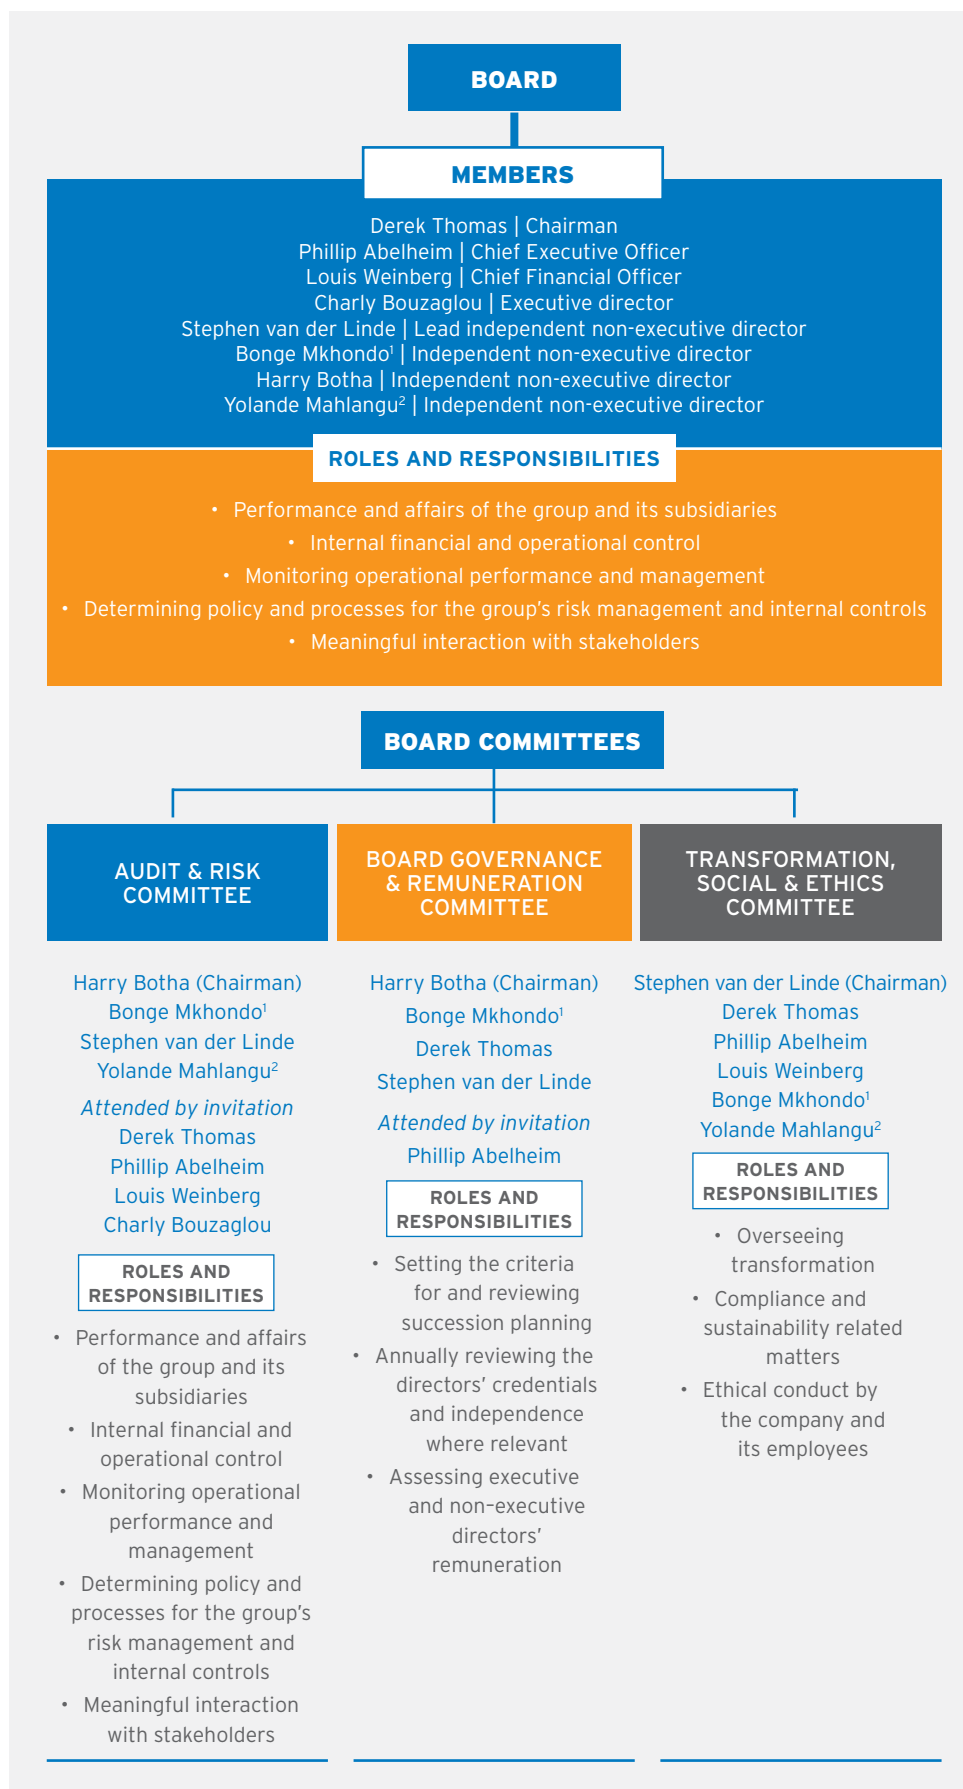 BOARD
MEMBERS
Derek Thomas | Chairman
Phillip Abelheim | Chief Executive Officer
Louis Weinberg | Chief Financial Officer
Charly Bouzaglou | Executive director
Stephen van der Linde | Lead independent non-executive director
Bonge Mkhondo¹ | Independent non-executive director
Harry Botha | Independent non-executive director
Yolande Mahlangu² | Independent non-executive director
ROLES AND RESPONSIBILITIES
• Performance and affairs of the group and its subsidiaries
• Internal financial and operational control
• Monitoring operational performance and management
• Determining policy and processes for the group’s risk management and internal controls
• Meaningful interaction with stakeholders
BOARD COMMITTEES
AUDIT & RISK
COMMITTEE
Harry Botha (Chairman)
Bonge Mkhondo¹
Stephen van der Linde
Yolande Mahlangu²
Attended by invitation
Derek Thomas
Phillip Abelheim
Louis Weinberg
Charly Bouzaglou
ROLES AND
RESPONSIBILITIES
• Performance and affairs
of the group and its
subsidiaries
• Internal financial and
operational control
• Monitoring operational
performance and
management
• Determining policy and
processes for the group’s
risk management and
internal controls
• Meaningful interaction
with stakeholders
BOARD GOVERNANCE
& REMUNERATION
COMMITTEE
Harry Botha (Chairman)
Bonge Mkhondo¹
Derek Thomas
Stephen van der Linde
Attended by invitation
Phillip Abelheim
ROLES AND
RESPONSIBILITIES
• Setting the criteria
for and reviewing
succession planning
• Annually reviewing the
directors’ credentials
and independence
where relevant
• Assessing executive
and non–executive
directors’
remuneration
TRANSFORMATION,
SOCIAL & ETHICS
COMMITTEE
Stephen van der Linde (Chairman)
Derek Thomas
Phillip Abelheim
Louis Weinberg
Bonge Mkhondo¹
Yolande Mahlangu²
ROLES AND
RESPONSIBILITIES
• Overseeing
transformation
• Compliance and
sustainability related
matters
• Ethical conduct by
the company and
its employees